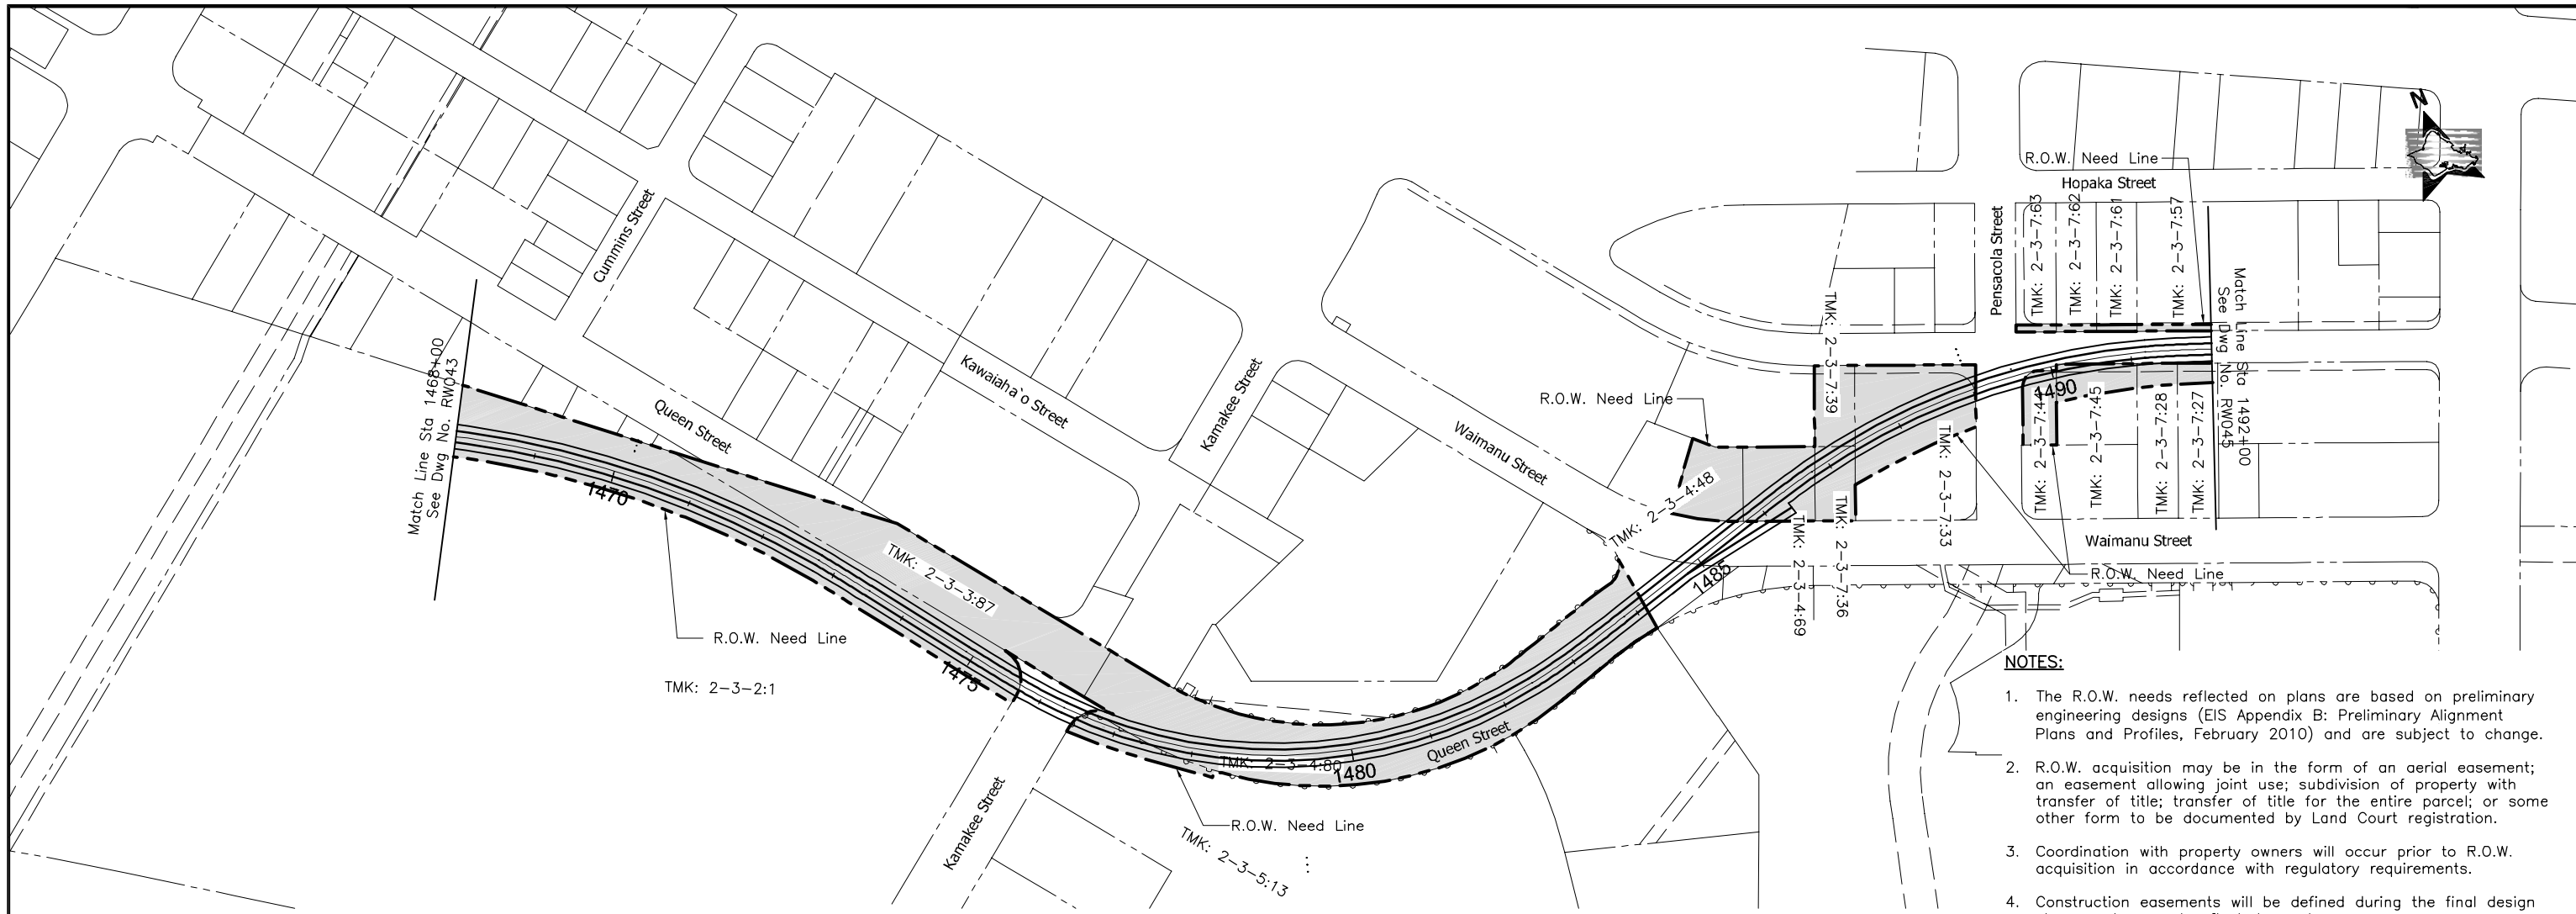 N
R.O.W. Need Line
Hopaka Street
Pensacola Street
TMK: 2-3-7:63
TMK: 2-3-7:62
TMK: 2-3-7:61
TMK: 2-3-7:57
Match Line Sta 1492+00
See Dwg No. RW045
Cummins Street
Match Line Sta 1468+00
See Dwg No. RW043
Queen Street
Kawaiaha`o Street
Kamakee Street
Waimanu Street
R.O.W. Need Line
TMK: 2-3-7:39
1490
TMK: 2-3-7:44
TMK: 2-3-7:45
TMK: 2-3-7:28
TMK: 2-3-7:27
TMK: 2-3-4:48
TMK: 2-3-4:69
TMK: 2-3-7:36
TMK: 2-3-7:33
Waimanu Street
R.O.W. Need Line
1470
TMK: 2-3-3:87
1485
R.O.W. Need Line
1475
TMK: 2-3-2:1
TMK: 2-3-4:80
1480
Queen Street
Kamakee Street
R.O.W. Need Line
TMK: 2-3-5:13
NOTES:
1. The R.O.W. needs reflected on plans are based on preliminary
engineering designs (EIS Appendix B: Preliminary Alignment
Plans and Profiles, February 2010) and are subject to change.
2. R.O.W. acquisition may be in the form of an aerial easement;
an easement allowing joint use; subdivision of property with
transfer of title; transfer of title for the entire parcel; or some
other form to be documented by Land Court registration.
3. Coordination with property owners will occur prior to R.O.W.
acquisition in accordance with regulatory requirements.
4. Construction easements will be defined during the final design